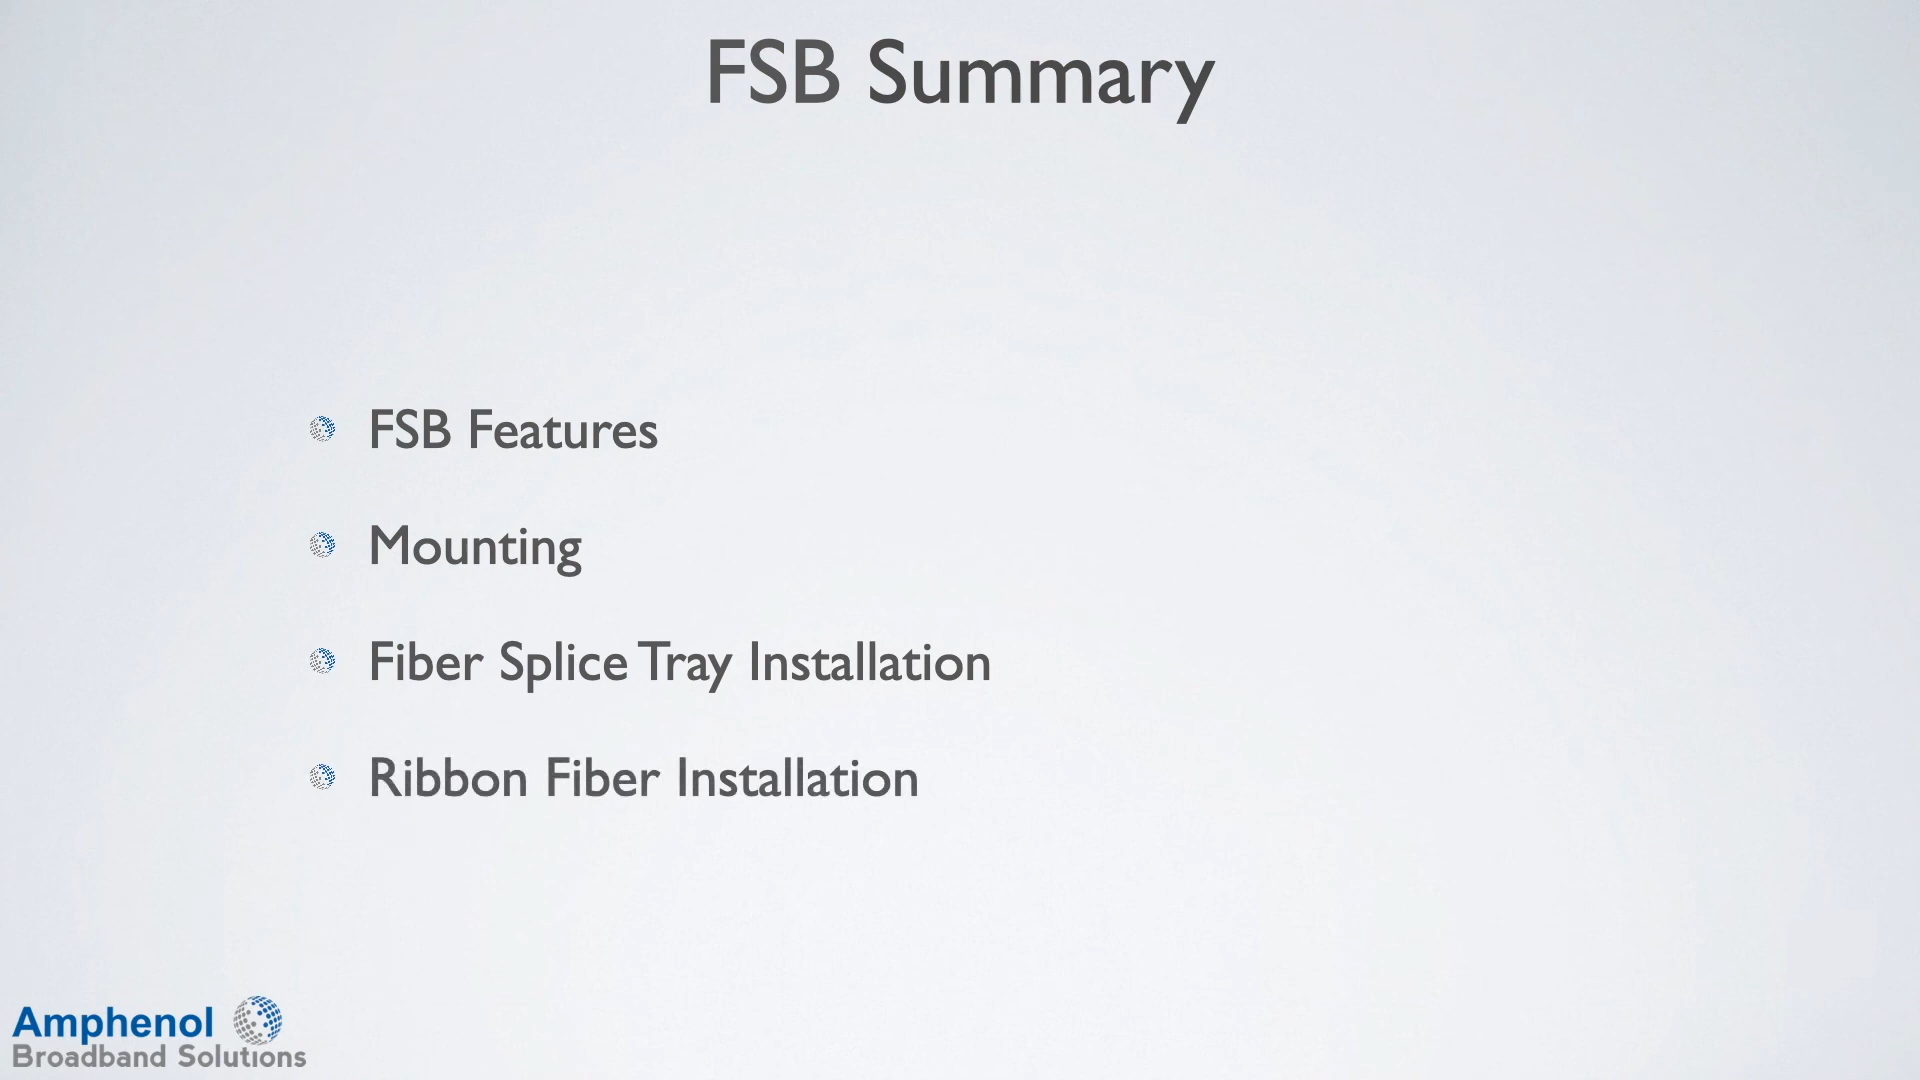 FSB Summary
FSB Features
Mounting
Fiber Splice Tray Installation
Ribbon Fiber Installation
Amphenol
Broadband Solutions